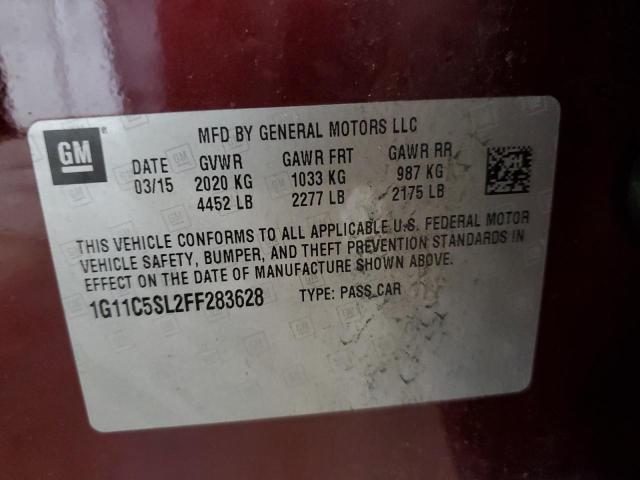 GM
MFD BY GENERAL MOTORS LLC
DATE GVWR GAWR FRT GAWR RR
03/15 2020 KG 1033 KG 987 KG
4452 LB 2277 LB 2175 LB
THIS VEHICLE CONFORMS TO ALL APPLICABLE U.S. FEDERAL MOTOR
VEHICLE SAFETY, BUMPER, AND THEFT PREVENTION STANDARDS IN
EFFECT ON THE DATE OF MANUFACTURE SHOWN ABOVE.
1G11C5SL2FF283628 TYPE: PASS CAR